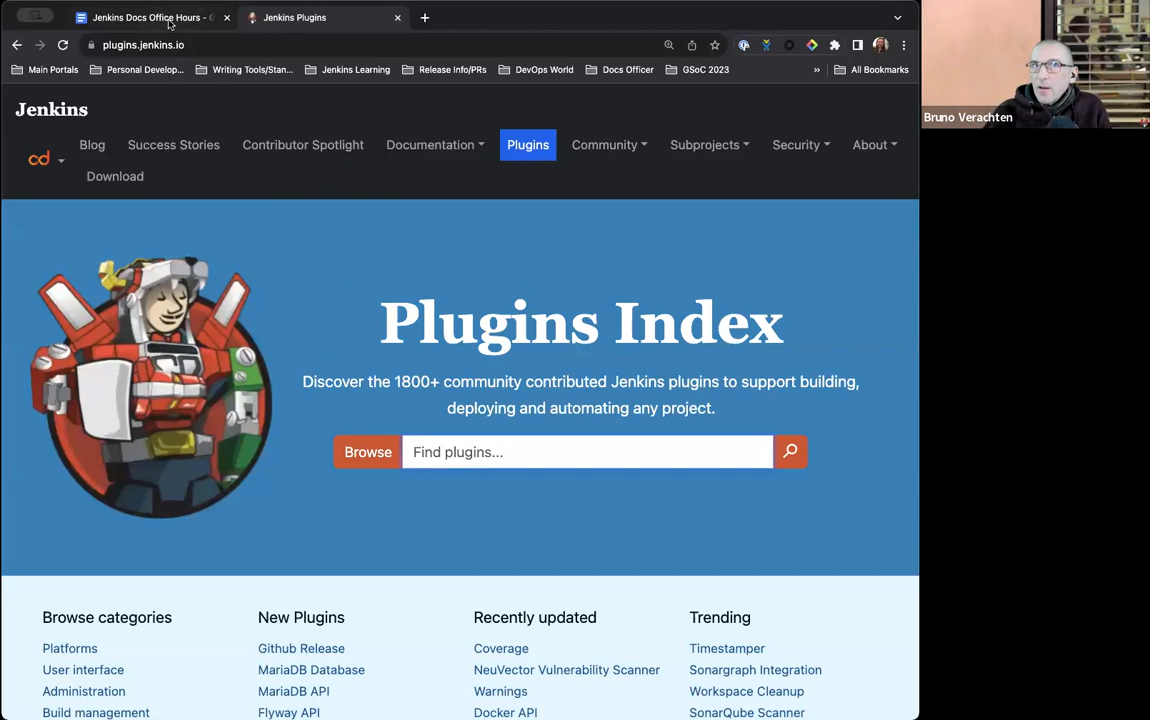 Jenkins Docs Office Hours - G
Jenkins Plugins
plugins.jenkins.io
Main Portals
Personal Develop...
Writing Tools/Stan...
Jenkins Learning
Release Info/PRs
DevOps World
Docs Officer
GSoC 2023
»
All Bookmarks
Jenkins
cd
Blog
Success Stories
Contributor Spotlight
Documentation
Plugins
Community
Subprojects
Security
About
Download
Plugins Index
Discover the 1800+ community contributed Jenkins plugins to support building,
deploying and automating any project.
Browse
Find plugins...
Browse categories
Platforms
User interface
Administration
Build management
New Plugins
Github Release
MariaDB Database
MariaDB API
Flyway API
Recently updated
Coverage
NeuVector Vulnerability Scanner
Warnings
Docker API
Trending
Timestamper
Sonargraph Integration
Workspace Cleanup
SonarQube Scanner
Bruno Verachten